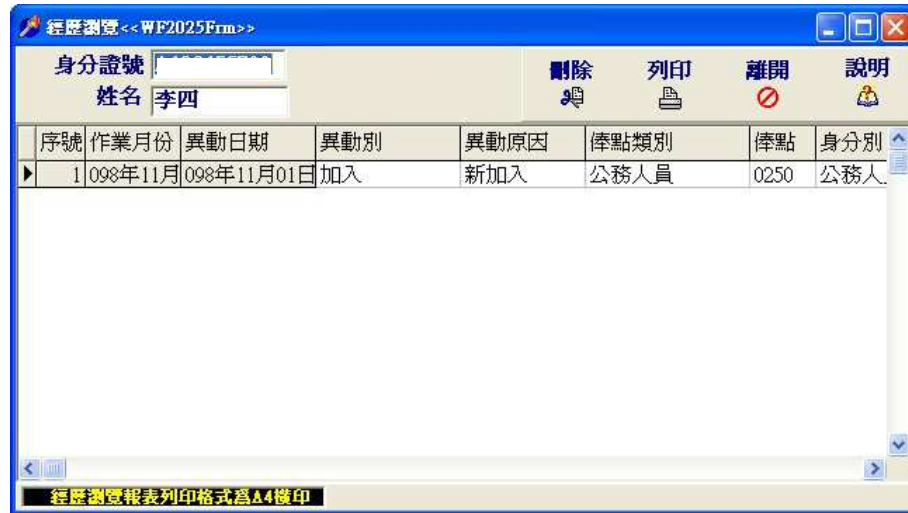 經歷瀏覽<<WF2025Frm>>
身分證號
姓名 李四
刪除 列印 離開 說明
序號 作業月份 異動日期 異動別 異動原因 俸點類別 俸點 身分別
1 098年11月 098年11月01日 加入 新加入 公務人員 0250 公務人
經歷瀏覽報表列印格式為A4橫印